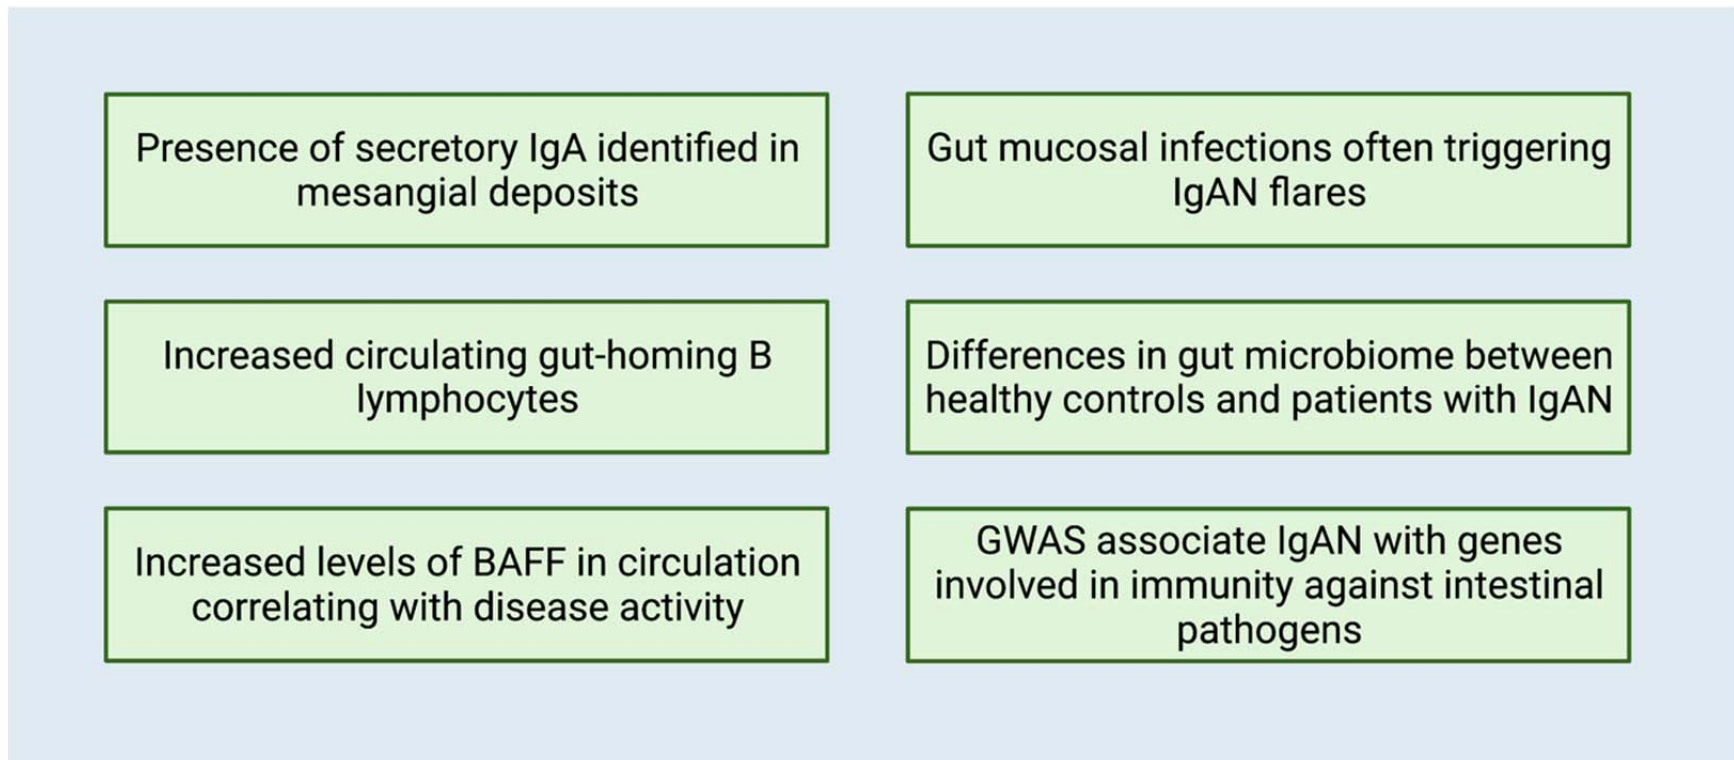 Presence of secretory IgA identified in
mesangial deposits
Gut mucosal infections often triggering
IgAN flares
Increased circulating gut-homing B
lymphocytes
Differences in gut microbiome between
healthy controls and patients with IgAN
Increased levels of BAFF in circulation
correlating with disease activity
GWAS associate IgAN with genes
involved in immunity against intestinal
pathogens